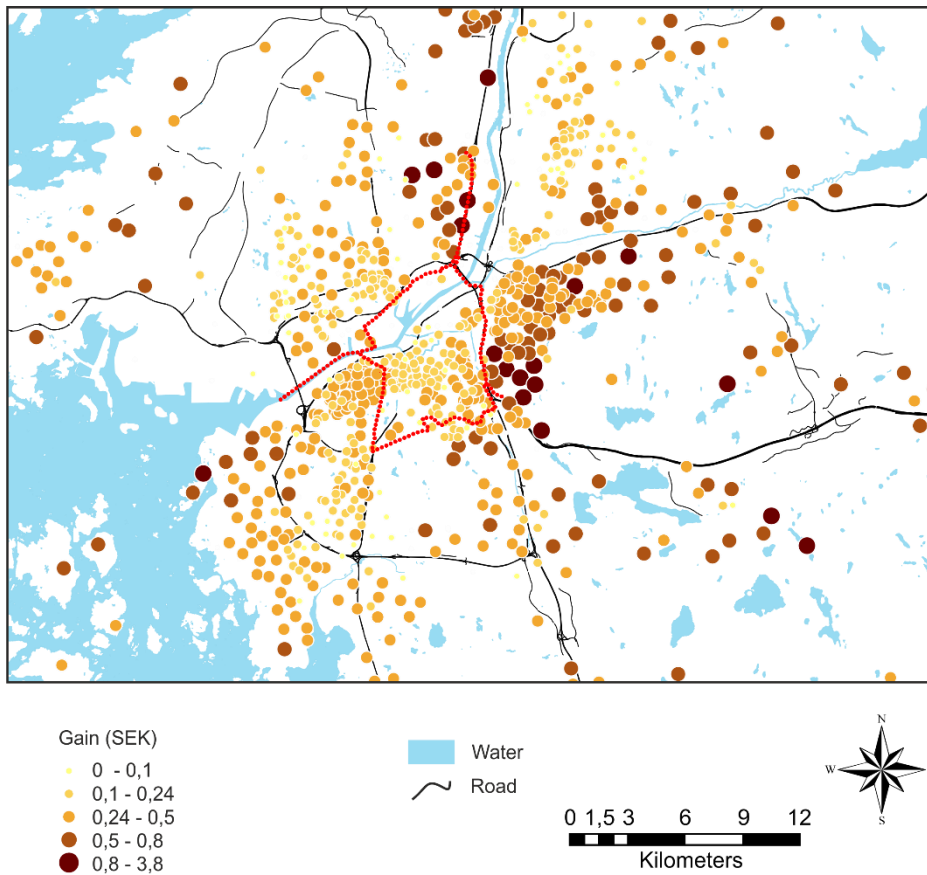 Gain (SEK)
0 - 0,1
0,1 - 0,24
0,24 - 0,5
0,5 - 0,8
0,8 - 3,8
Water
Road
N
W
E
S
0 1,5 3 6 9 12
Kilometers